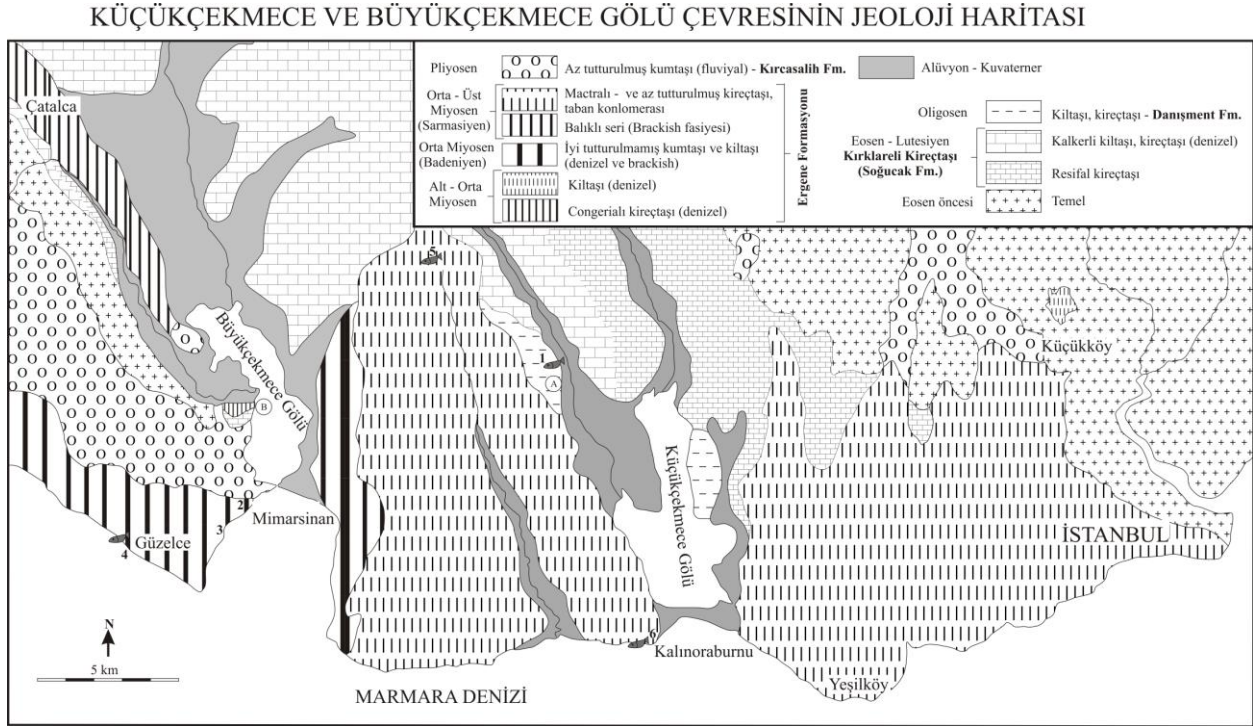 KÜÇÜKÇEKMECE VE BÜYÜKÇEKMECE GÖLÜ ÇEVRESİNİN JEOLOJİ HARİTASI
Pliyosen
Az tutturulmuş kumtaşı (fluviyal) - Kırcasalih Fm.
Alüvyon - Kuvaterner
Orta - Üst
Miyosen
(Sarmasiyen)
Mactralı - ve az tutturulmuş kireçtaşı,
taban konlomerası
Balıklı seri (Brackish fasiyesi)
Orta Miyosen
(Badeniyen)
İyi tutturulmamış kumtaşı ve kiltaşı
(denizel ve brackish)
Alt - Orta
Miyosen
Kiltaşı (denizel)
Congerialı kireçtaşı (denizel)
Ergene Formasyonu
Oligosen
Kiltaşı, kireçtaşı - Danışment Fm.
Eosen - Lutesiyen
Kırklareli Kireçtaşı
(Soğucak Fm.)
Kalkerli kiltaşı, kireçtaşı (denizel)
Resifal kireçtaşı
Eosen öncesi
Temel
Çatalca
5
Büyükçekmece Gölü
Küçükköy
1
A
B
Küçükçekmece Gölü
2
Mimarsinan
3
Güzelce
4
İSTANBUL
N
5 km
6
Kalınoraburnu
Yeşilköy
MARMARA DENİZİ